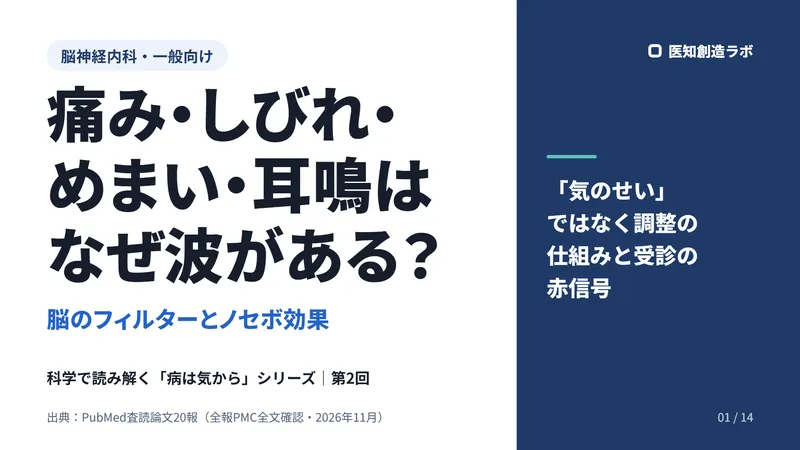 脳神経内科・一般向け
痛み・しびれ・
めまい・耳鳴は
なぜ波がある？
脳のフィルターとノセボ効果
科学で読み解く「病は気から」シリーズ｜第2回
出典：PubMed査読論文20報（全報PMC全文確認・2026年11月）
医知創造ラボ
「気のせい」
ではなく調整の
仕組みと受診の
赤信号
01 / 14